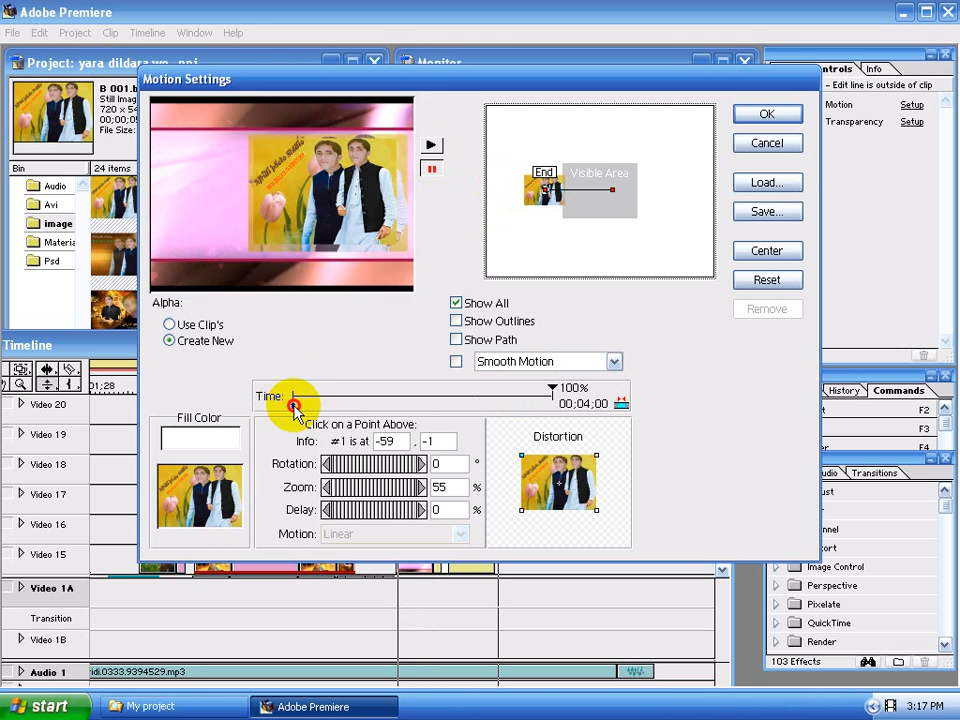 Adobe Premiere
File Edit Project Clip Timeline Window Help
Project: yara dildara wo .ppj
Monitor
Motion Settings
B 001.b
Still Imag
720 x 54
00;00;05
File Size:
Bin
24 items
Audio
Avi
image
Materia
Psd
End
Visible Area
OK
Cancel
Load...
Save...
Center
Reset
Remove
ontrols
Info
- Edit line is outside of clip
Motion Setup
Transparency Setup
Alpha:
Use Clip's
Create New
Show All
Show Outlines
Show Path
Smooth Motion
Time:
100%
00;04;00
Fill Color
Click on a Point Above:
Info: #1 is at -59 , -1
Rotation: 0 °
Zoom: 55 %
Delay: 0 %
Motion: Linear
Distortion
Timeline
01;28
Video 20
Video 19
Video 18
Video 17
Video 16
Video 15
Video 1A
Transition
Video 1B
Audio 1
ridi.0333.9394529.mp3
History
Commands
F2
F3
F4
udio
Transitions
ust
nnel
ort
Image Control
Perspective
Pixelate
QuickTime
Render
103 Effects
start
My project
Adobe Premiere
3:17 PM